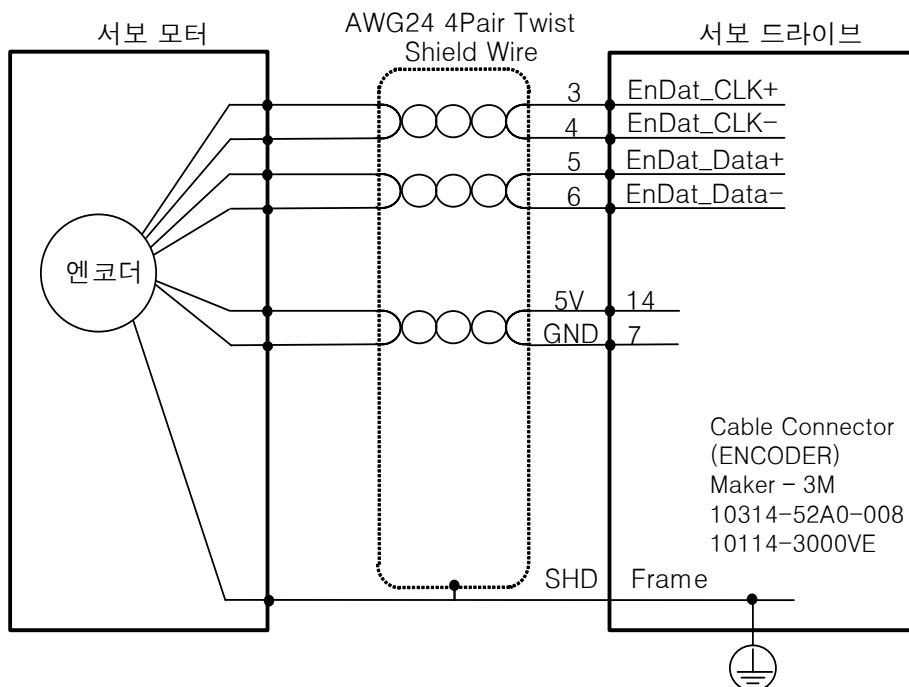 서보 모터
AWG24 4Pair Twist
Shield Wire
서보 드라이브
3 EnDat_CLK+
4 EnDat_CLK-
5 EnDat_Data+
6 EnDat_Data-
엔코더
5V 14
GND 7
Cable Connector
(ENCODER)
Maker - 3M
10314-52A0-008
10114-3000VE
SHD Frame